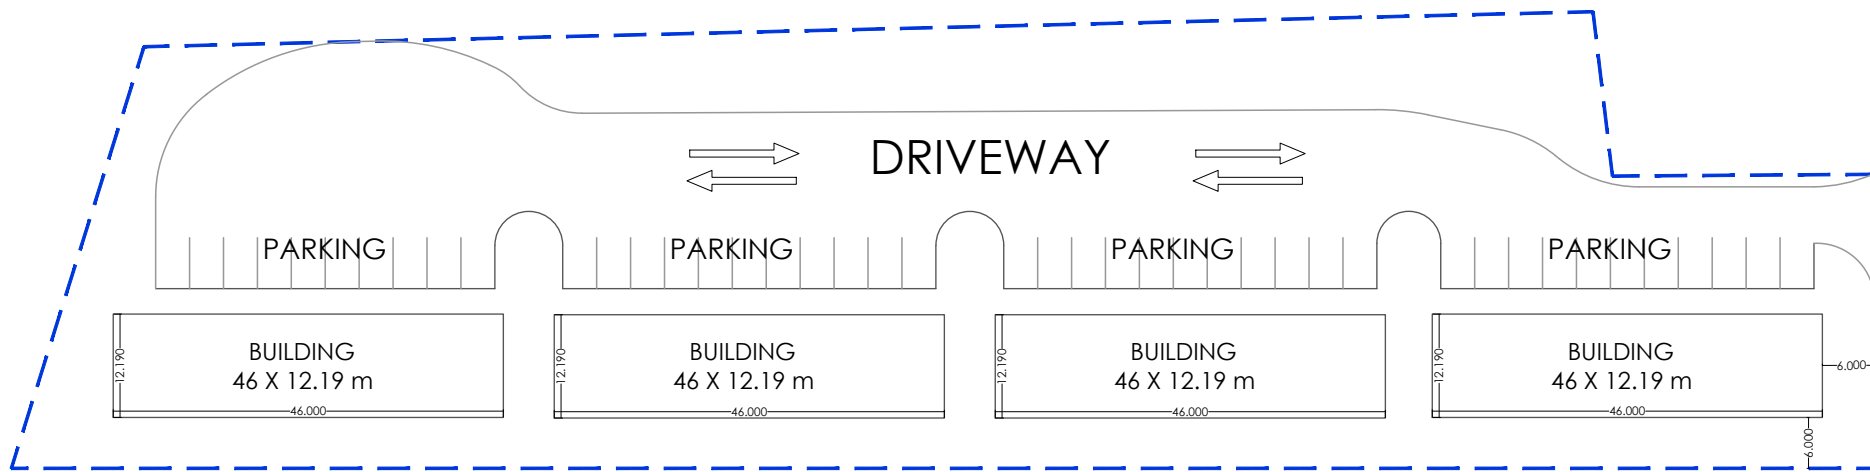 DRIVEWAY
PARKING
PARKING
PARKING
PARKING
BUILDING
46 X 12.19 m
12.190
46.000
BUILDING
46 X 12.19 m
12.190
46.000
BUILDING
46 X 12.19 m
12.190
46.000
BUILDING
46 X 12.19 m
12.190
46.000
6.000
6.000